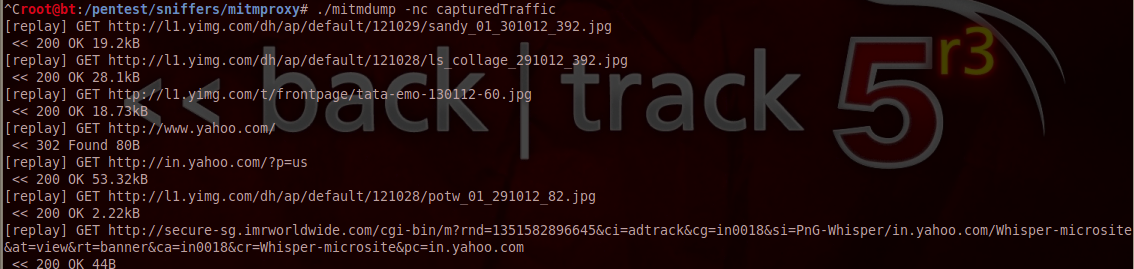 ^Croot@bt:/pentest/sniffers/mitmproxy# ./mitmdump -nc capturedTraffic
[replay] GET http://l1.yimg.com/dh/ap/default/121029/sandy_01_301012_392.jpg
 << 200 OK 19.2kB
[replay] GET http://l1.yimg.com/dh/ap/default/121028/ls_collage_291012_392.jpg
 << 200 OK 28.1kB
[replay] GET http://l1.yimg.com/t/frontpage/tata-emo-130112-60.jpg
 << 200 OK 18.73kB
[replay] GET http://www.yahoo.com/
 << 302 Found 80B
[replay] GET http://in.yahoo.com/?p=us
 << 200 OK 53.32kB
[replay] GET http://l1.yimg.com/dh/ap/default/121028/potw_01_291012_82.jpg
 << 200 OK 2.22kB
[replay] GET http://secure-sg.imrworldwide.com/cgi-bin/m?rnd=1351582896645&ci=adtrack&cg=in0018&si=PnG-Whisper/in.yahoo.com/Whisper-microsite
&at=view&rt=banner&ca=in0018&cr=Whisper-microsite&pc=in.yahoo.com
 << 200 OK 44B
<< back | track 5 r3